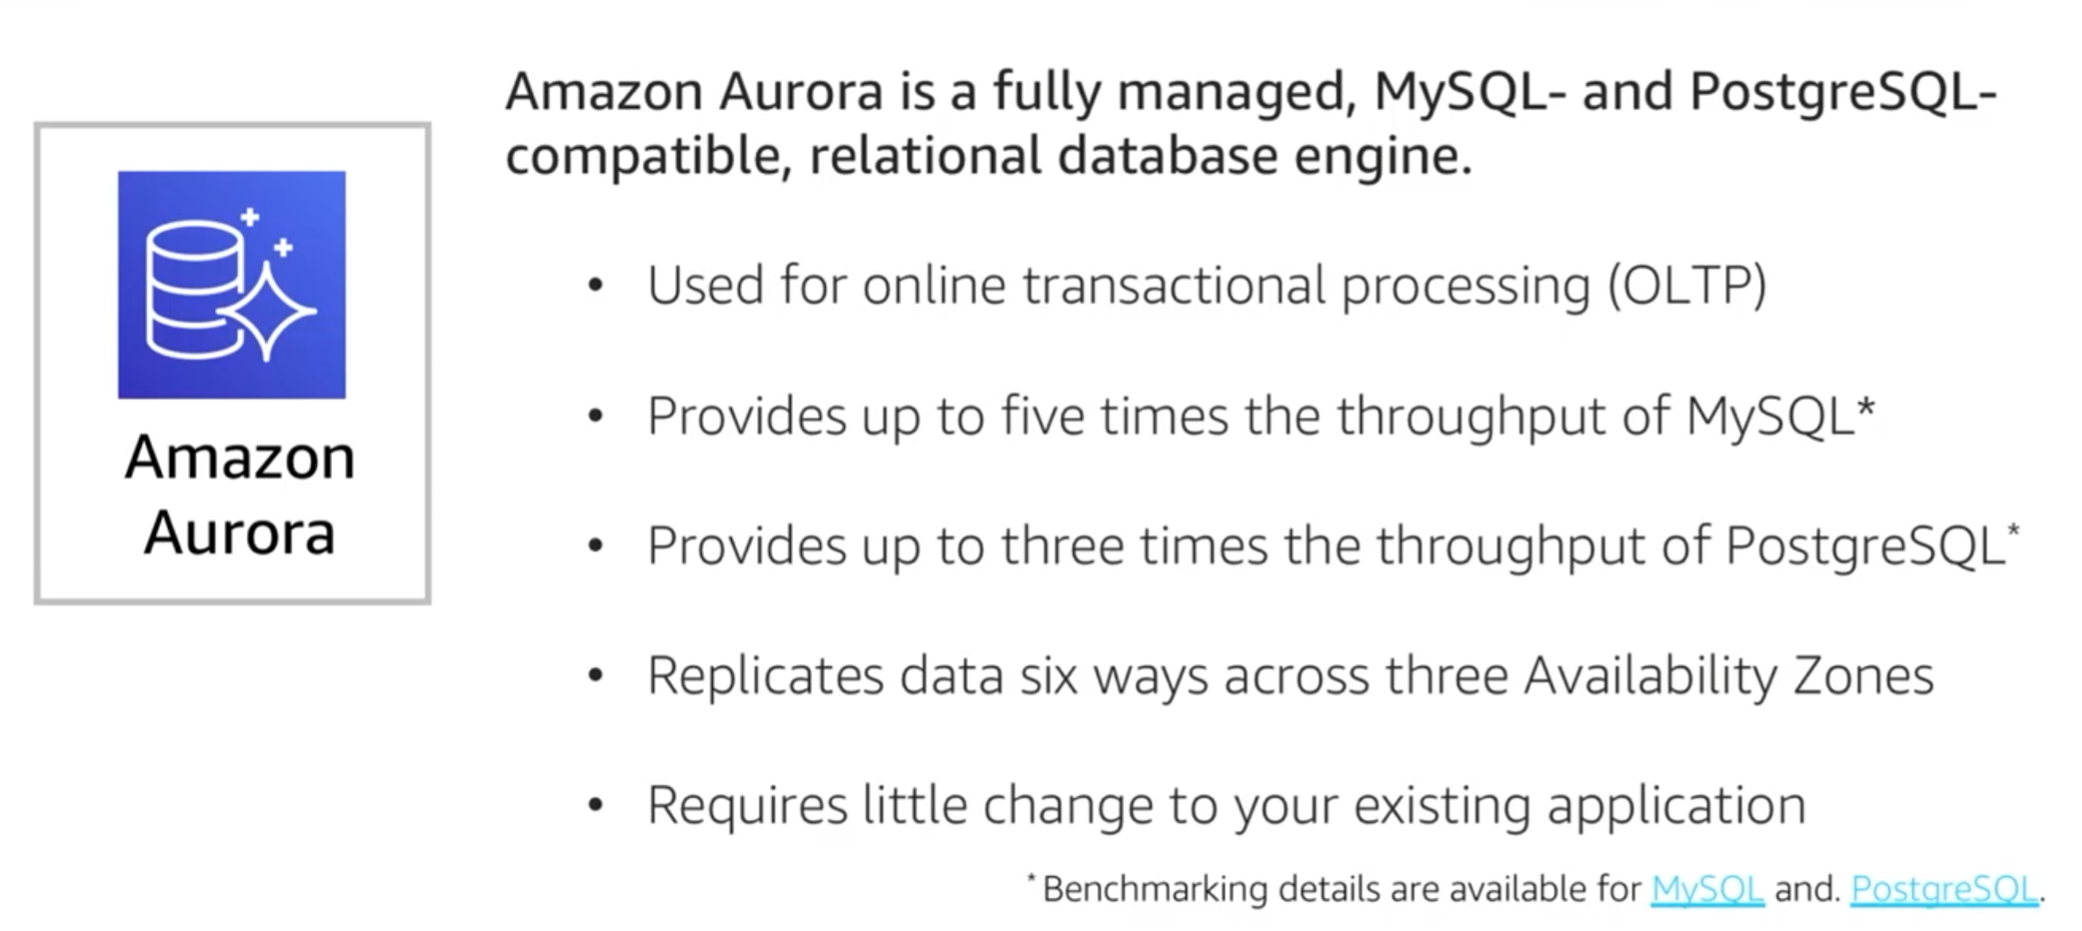 Amazon
Aurora
Amazon Aurora is a fully managed, MySQL- and PostgreSQL-
compatible, relational database engine.
• Used for online transactional processing (OLTP)
• Provides up to five times the throughput of MySQL*
• Provides up to three times the throughput of PostgreSQL*
• Replicates data six ways across three Availability Zones
• Requires little change to your existing application
* Benchmarking details are available for MySQL and. PostgreSQL.